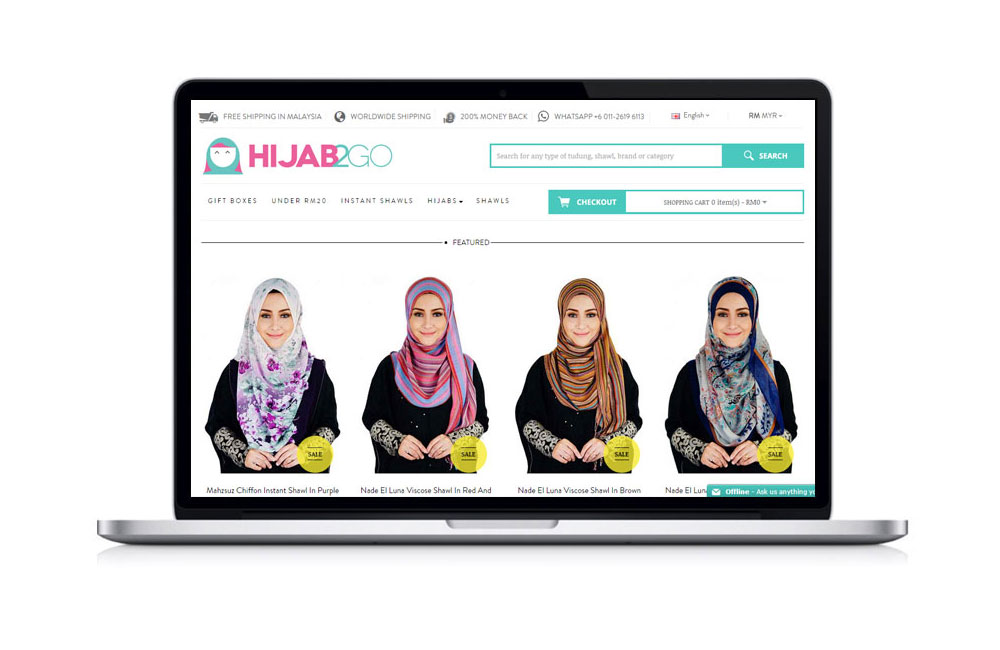 FREE SHIPPING IN MALAYSIA WORLDWIDE SHIPPING 200% MONEY BACK WHATSAPP +6 011-2619 6113 English RM MYR
HIJAB2GO
Search for any type of tudung, shawl, brand or category SEARCH
GIFT BOXES UNDER RM20 INSTANT SHAWLS HIJABS SHAWLS CHECKOUT SHOPPING CART 0 item(s) - RM0
FEATURED
SALE SALE SALE SALE
Mahzsuz Chiffon Instant Shawl In Purple Nade El Luna Viscose Shawl In Red And Nade El Luna Viscose Shawl In Brown Nade El Lu
Offline - Ask us anything yo